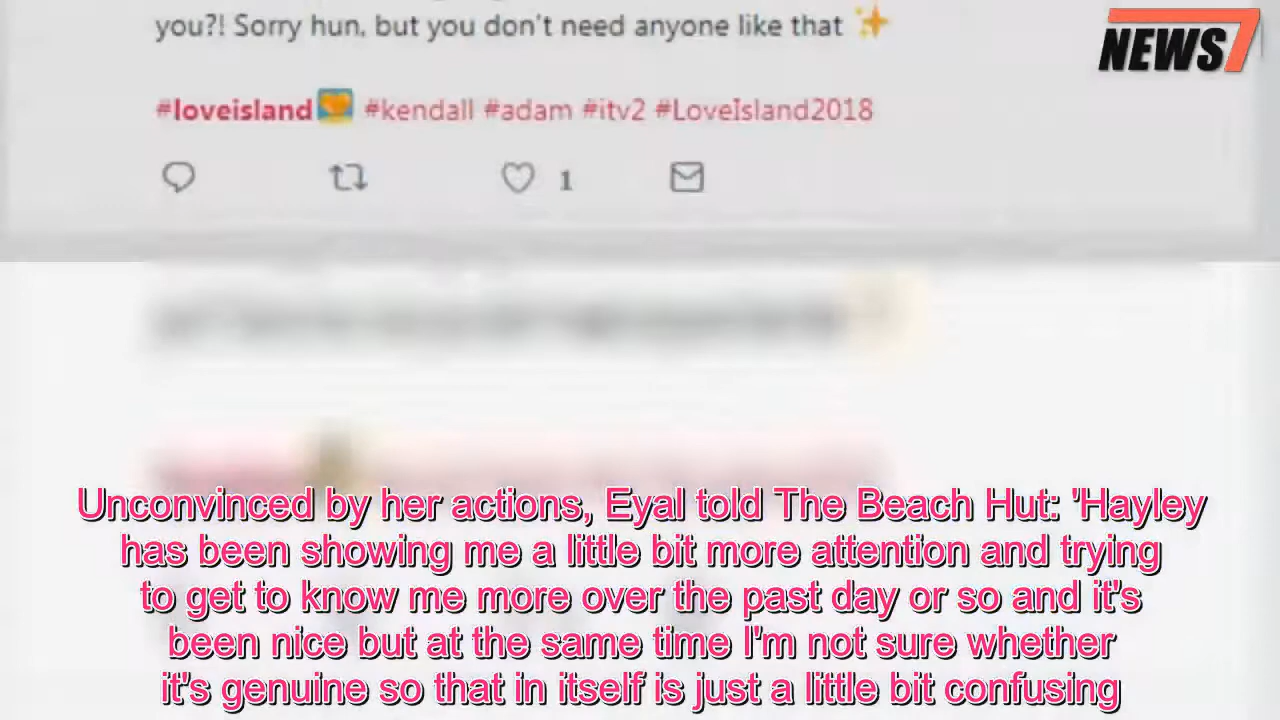 you?! Sorry hun, but you don't need anyone like that ✨
NEWS7
#loveisland #kendall #adam #itv2 #LoveIsland2018
1
Unconvinced by her actions, Eyal told The Beach Hut: 'Hayley
has been showing me a little bit more attention and trying
to get to know me more over the past day or so and it's
been nice but at the same time I'm not sure whether
it's genuine so that in itself is just a little bit confusing